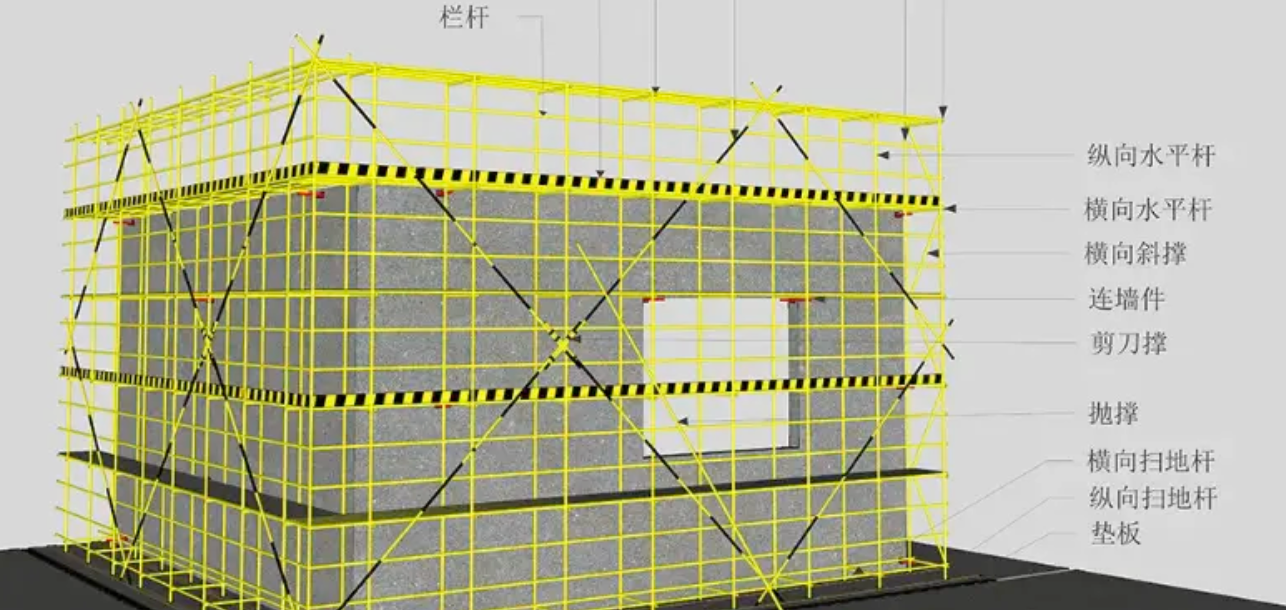 栏杆
纵向水平杆
横向水平杆
横向斜撑
连墙件
剪刀撑
抛撑
横向扫地杆
纵向扫地杆
垫板